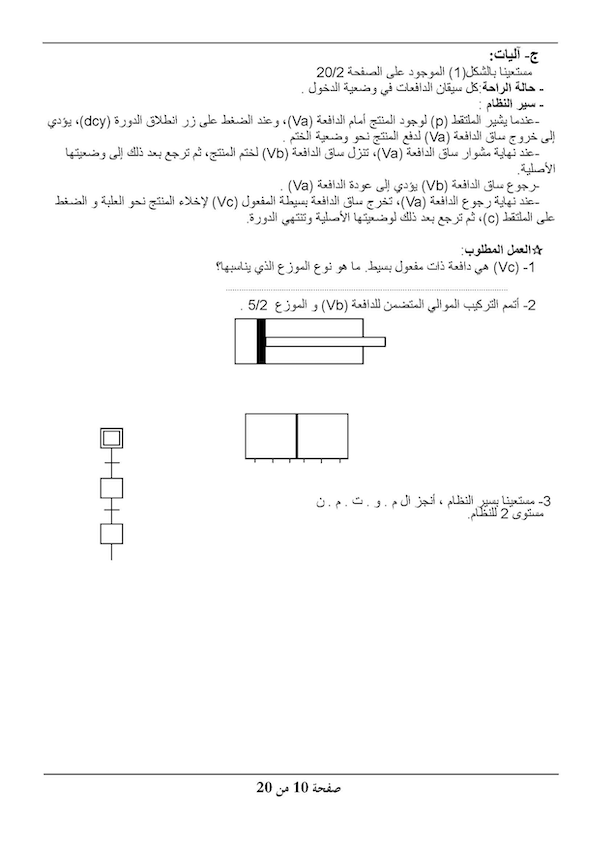 ج- آليات:
مستعينا بالشكل(1) الموجود على الصفحة 20/2
- حالة الراحة:كل سيقان الدافعات في وضعية الدخول .
- سير النظام :
-عندما يشير الملتقط (p) لوجود المنتج أمام الدافعة (Va)، وعند الضغط على زر انطلاق الدورة (dcy)، يؤدي
إلى خروج ساق الدافعة (Va) لدفع المنتج نحو وضعية الختم .
-عند نهاية مشوار ساق الدافعة (Va)، تنزل ساق الدافعة (Vb) لختم المنتج، ثم ترجع بعد ذلك إلى وضعيتها
الأصلية.
-رجوع ساق الدافعة (Vb) يؤدي إلى عودة الدافعة (Va) .
-عند نهاية رجوع الدافعة (Va)، تخرج ساق الدافعة بسيطة المفعول (Vc) لإخلاء المنتج نحو العلبة و الضغط
على الملتقط (c)، ثم ترجع بعد ذلك لوضعيتها الأصلية وتنتهي الدورة.
☆العمل المطلوب:
1- (Vc) هي دافعة ذات مفعول بسيط. ما هو نوع الموزع الذي يناسبها؟
2- أتمم التركيب الموالي المتضمن للدافعة (Vb) و الموزع 5/2 .
3- مستعينا بسير النظام ، أنجز ال م . و . ت . م . ن
مستوى 2 للنظام.
صفحة 10 من 20